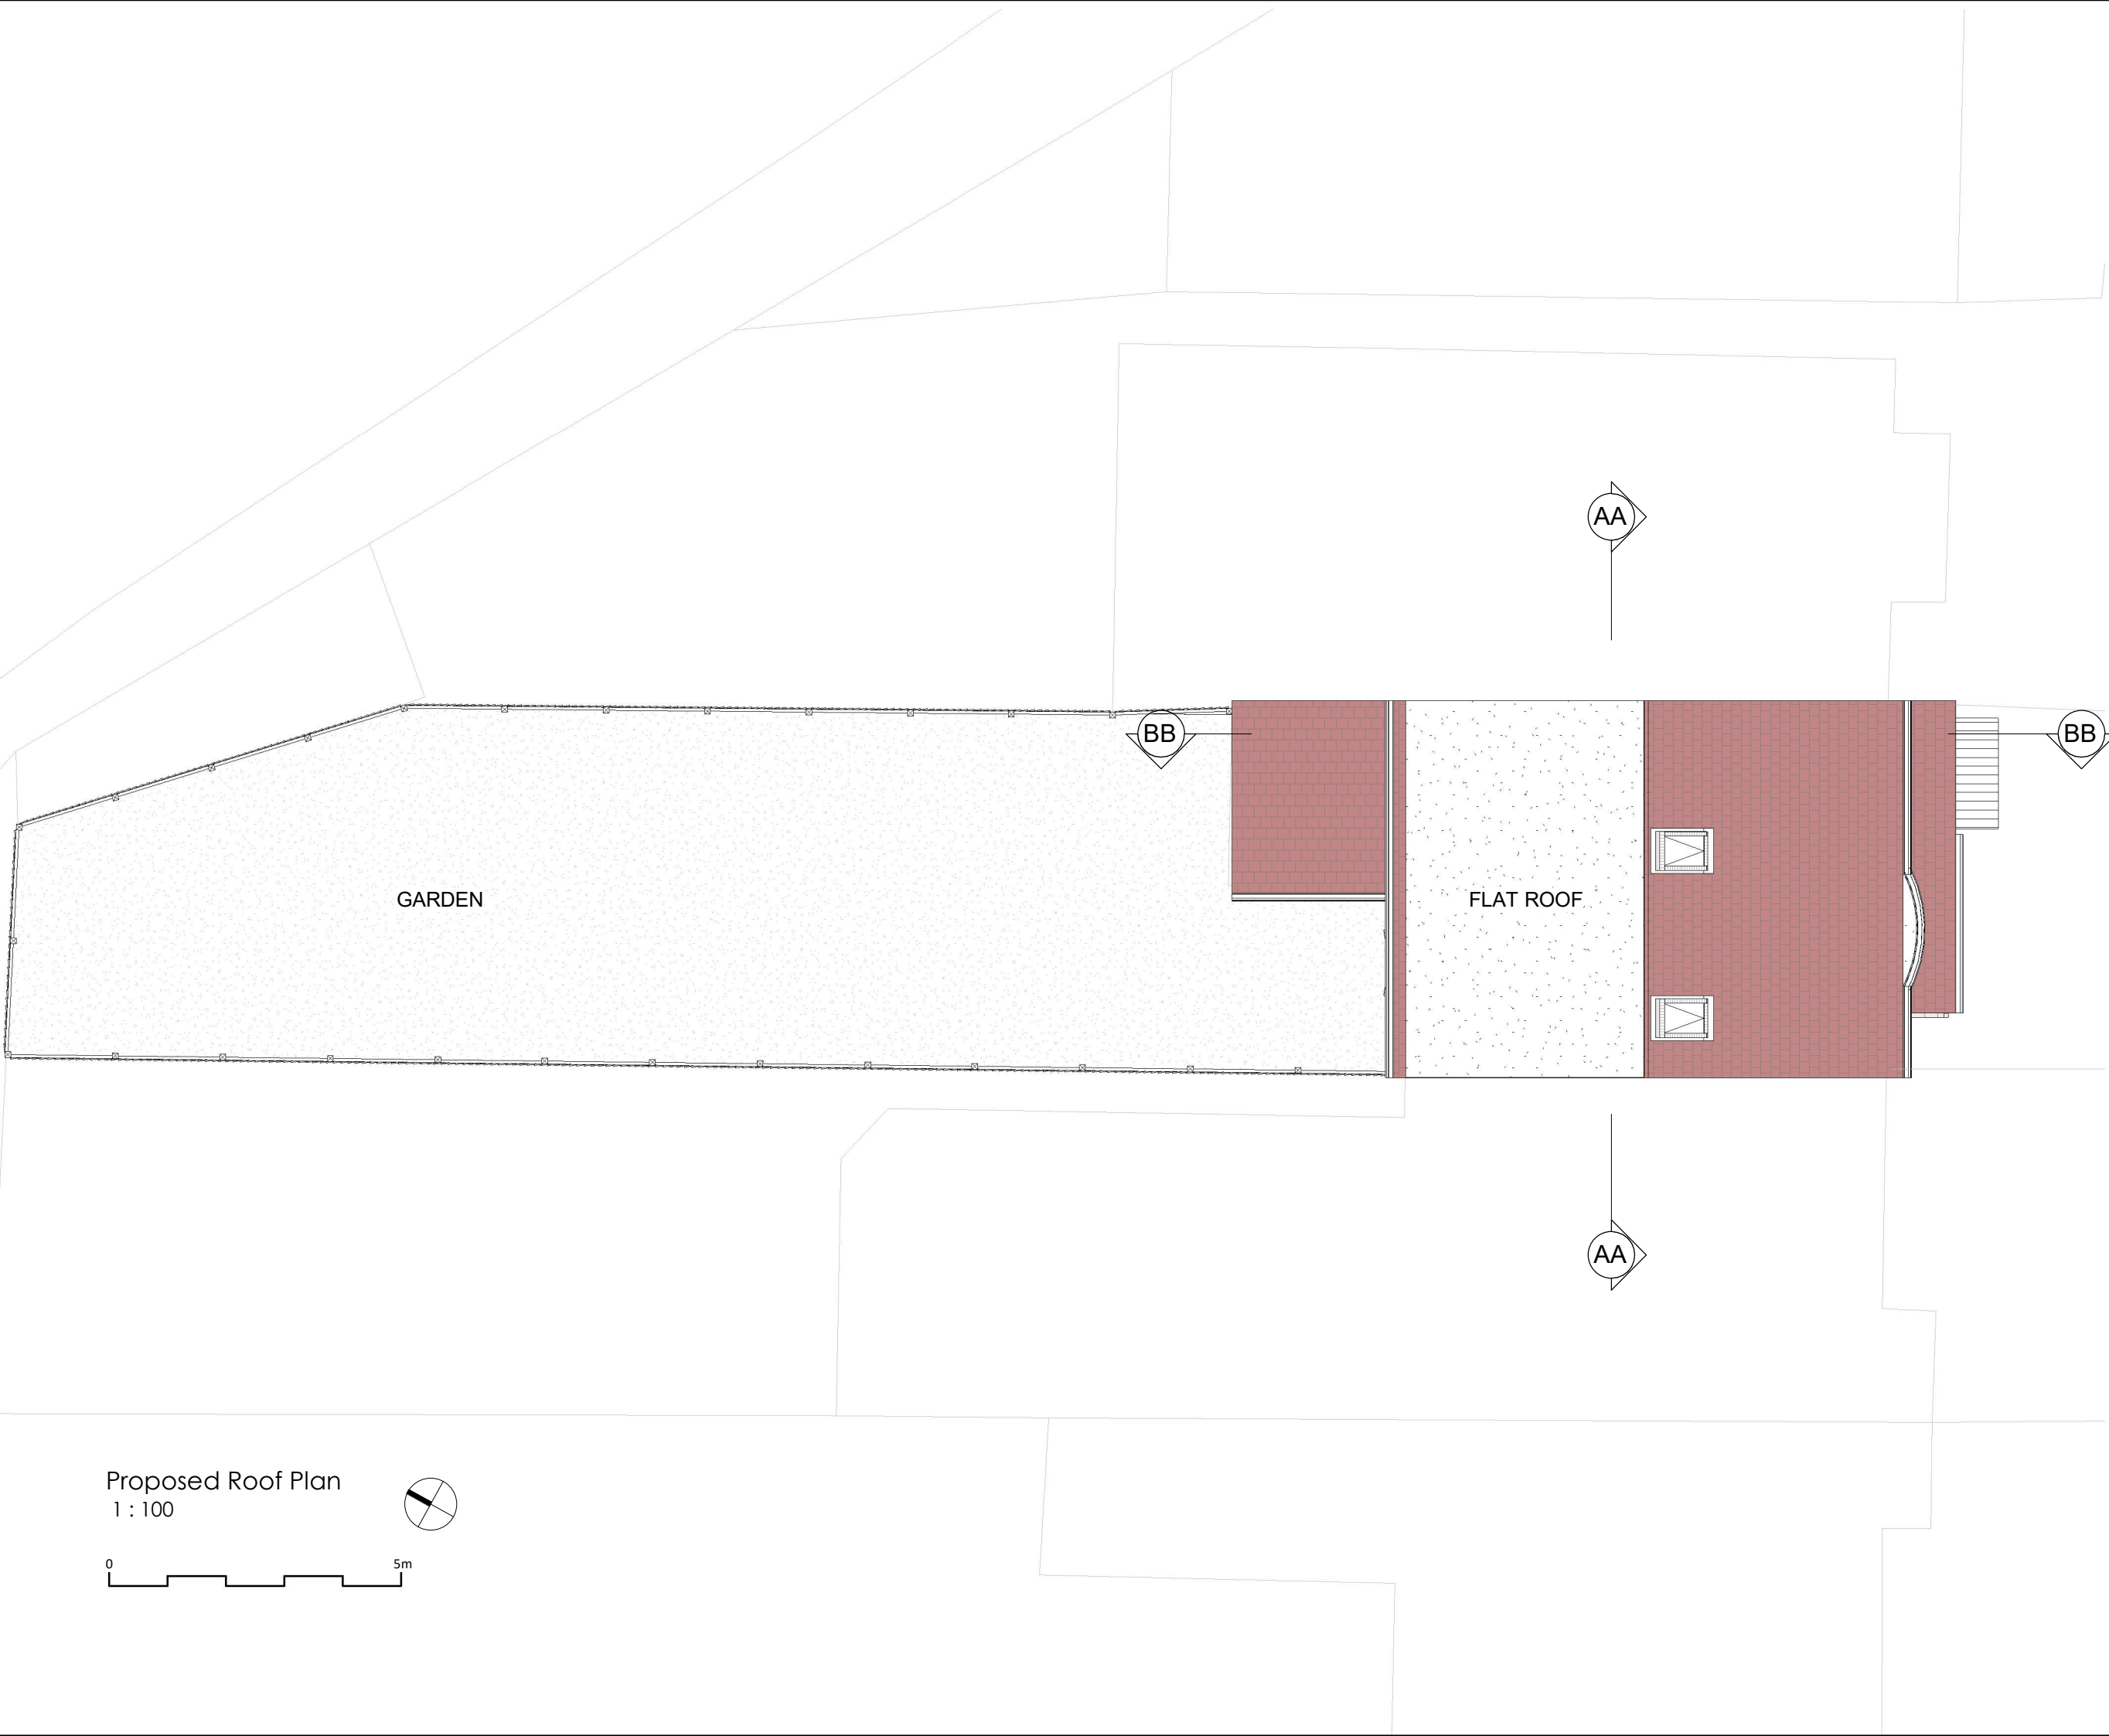 AA
BB
BB
GARDEN
FLAT ROOF
AA
Proposed Roof Plan
1 : 100
0
5m